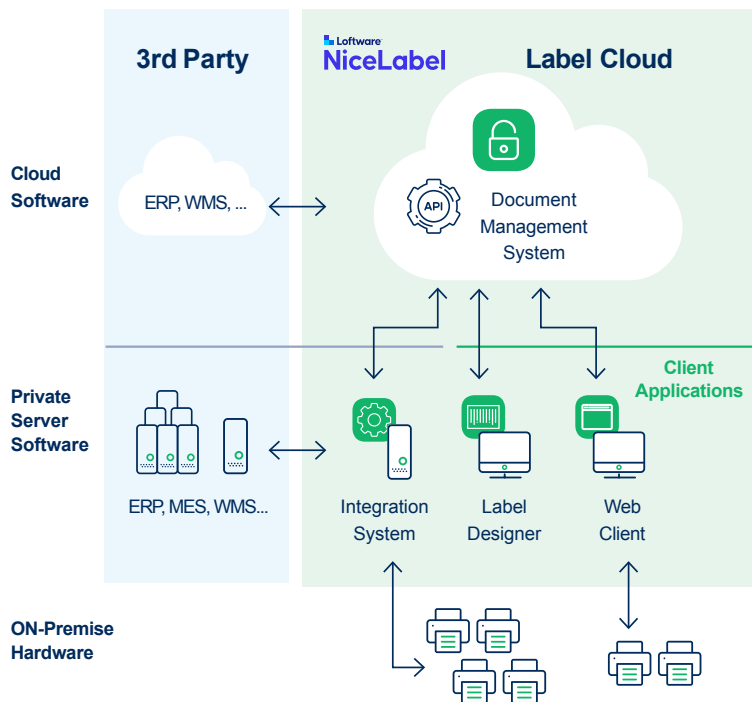 3rd Party
Loftware
NiceLabel
Label Cloud
Cloud
Software
ERP, WMS, ...
API
Document
Management
System
Client
Applications
Private
Server
Software
ERP, MES, WMS...
Integration
System
Label
Designer
Web
Client
ON-Premise
Hardware